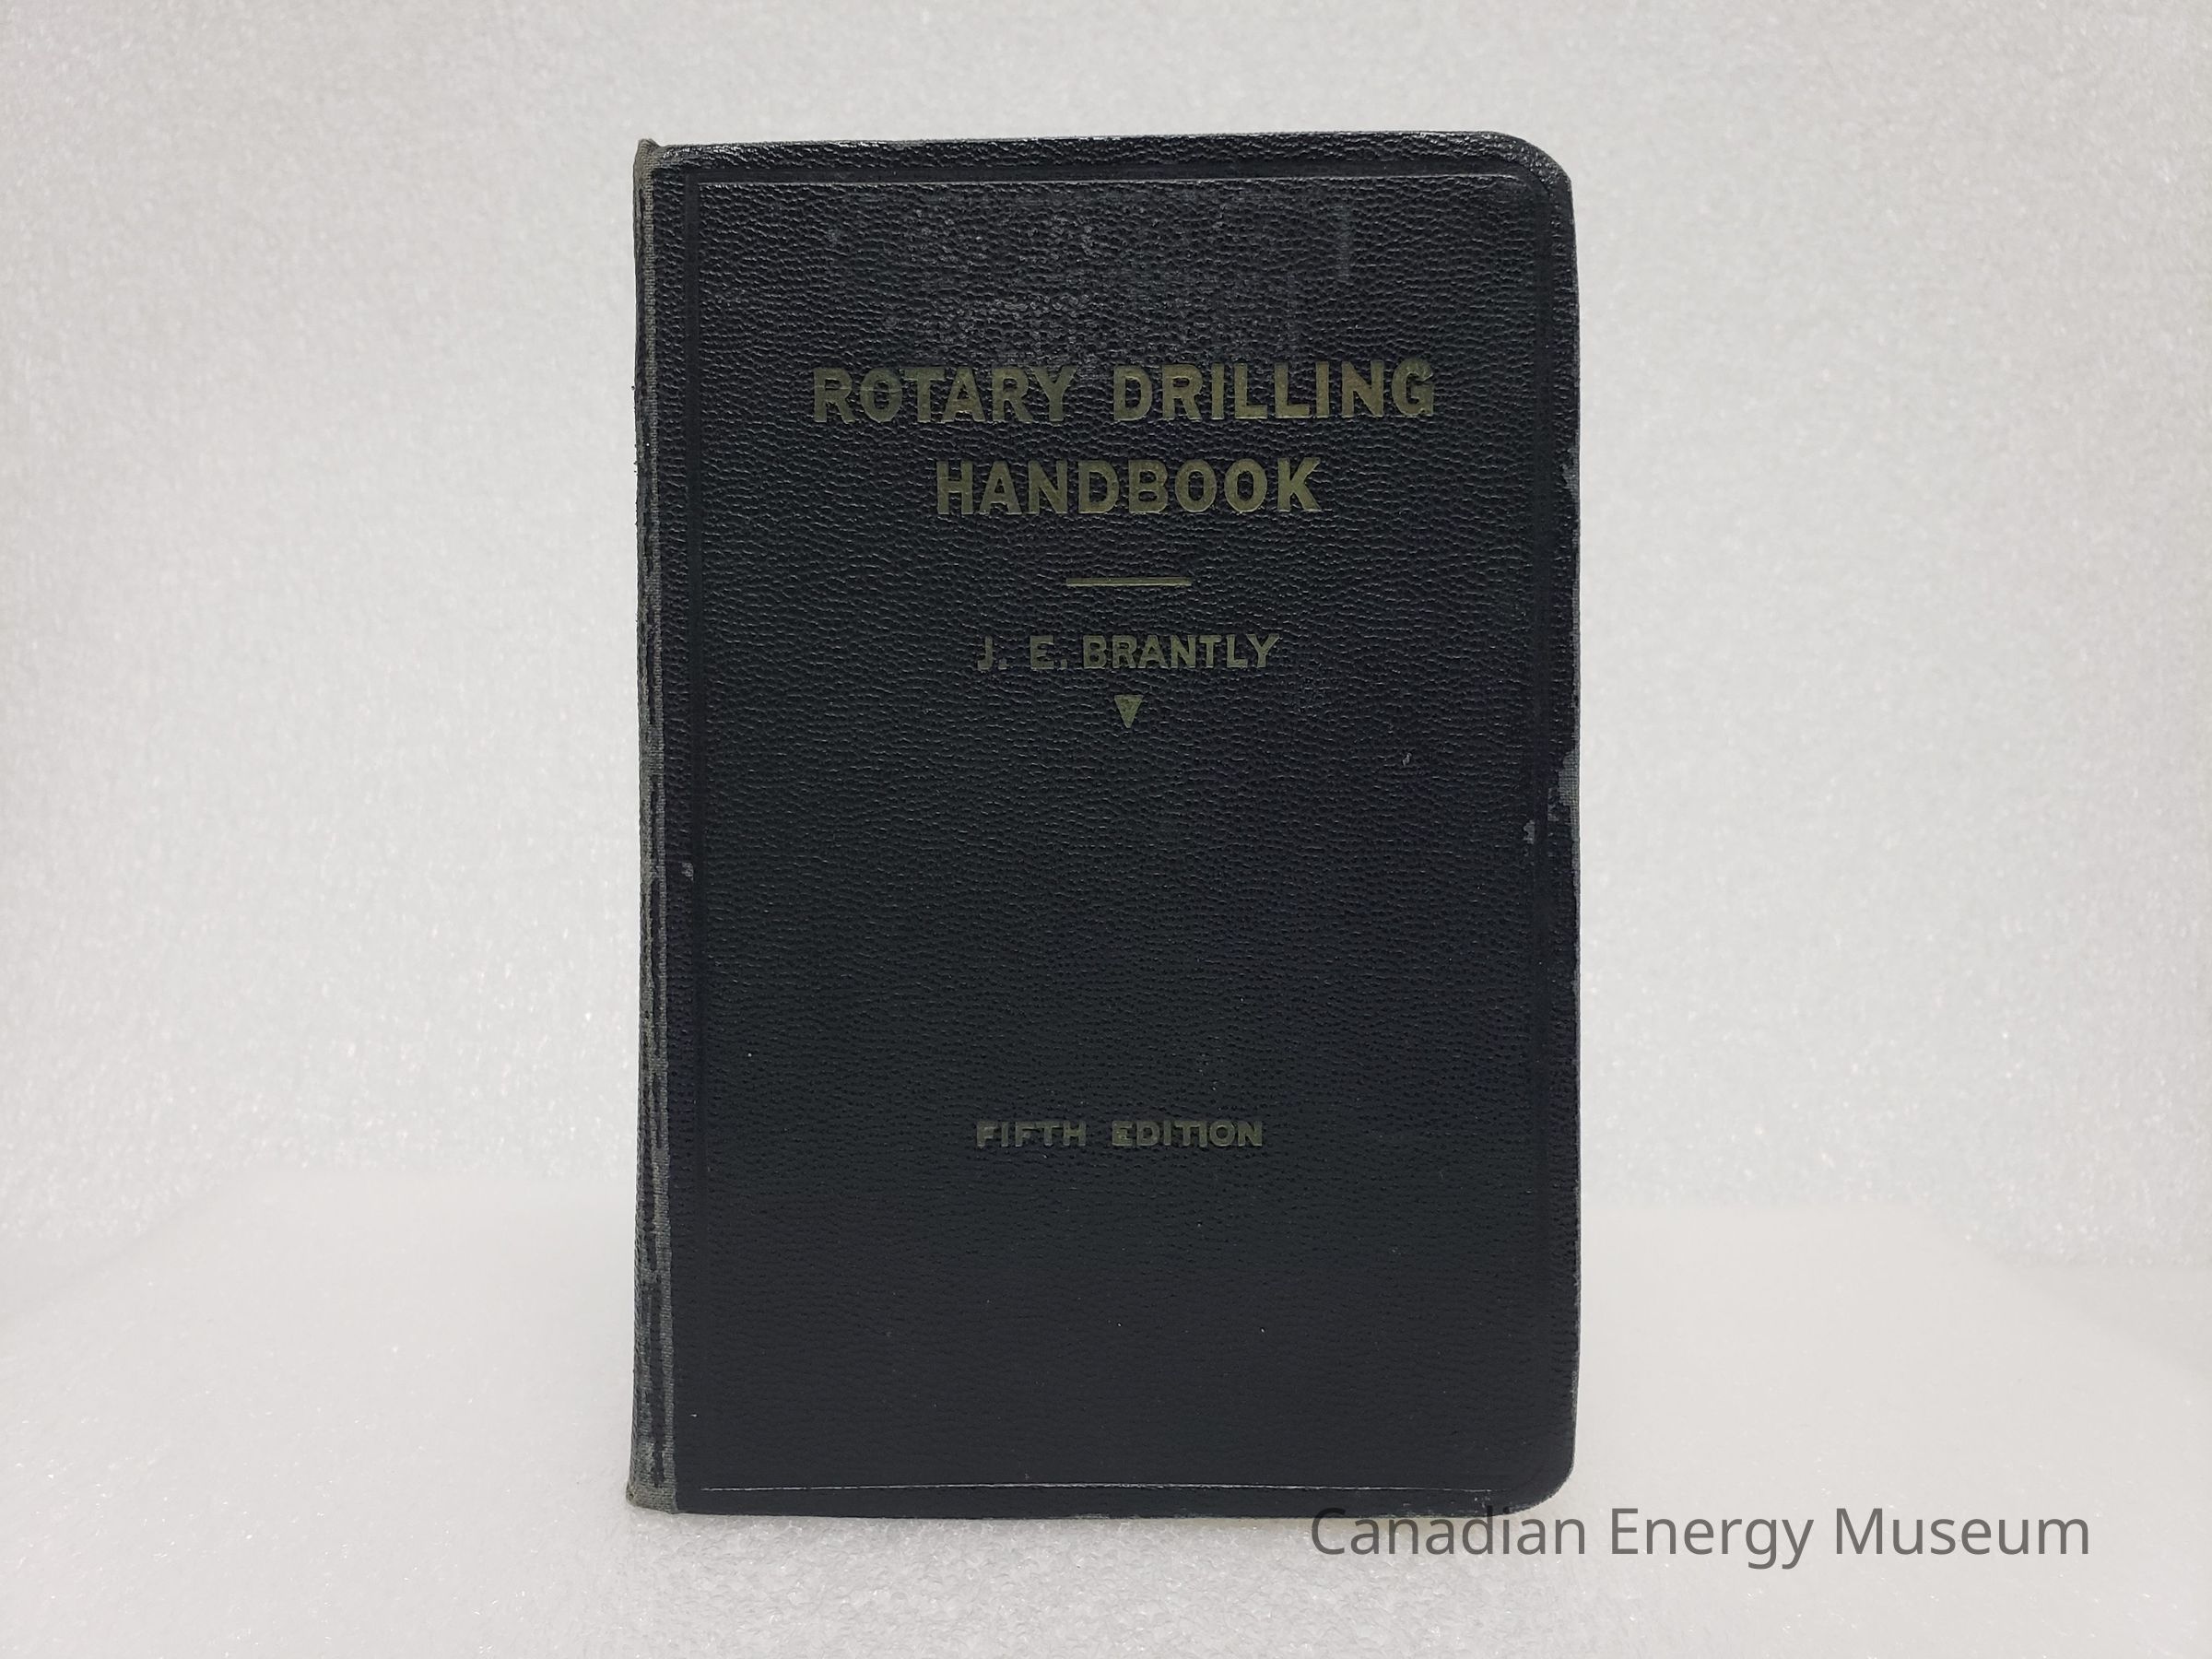 ROTARY DRILLING
HANDBOOK
J. E. BRANTLY
FIFTH EDITION
Canadian Energy Museum